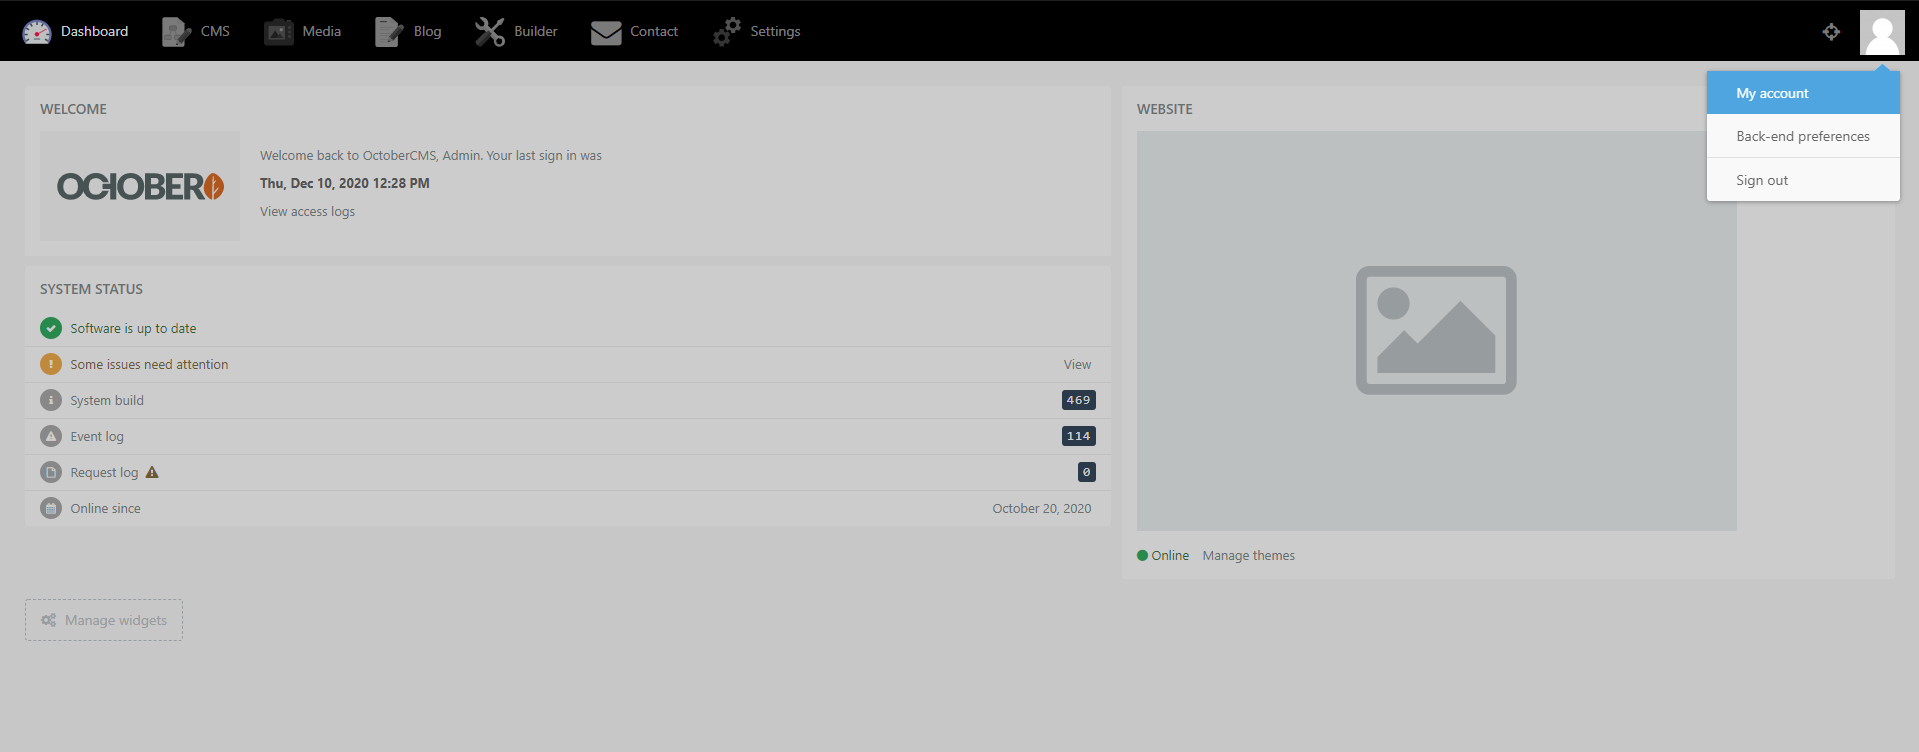 Dashboard
CMS
Media
Blog
Builder
Contact
Settings
My account
Back-end preferences
Sign out
WELCOME
OCTOBER
Welcome back to OctoberCMS, Admin. Your last sign in was
Thu, Dec 10, 2020 12:28 PM
View access logs
SYSTEM STATUS
Software is up to date
Some issues need attention View
System build 469
Event log 114
Request log 0
Online since October 20, 2020
WEBSITE
Online Manage themes
Manage widgets